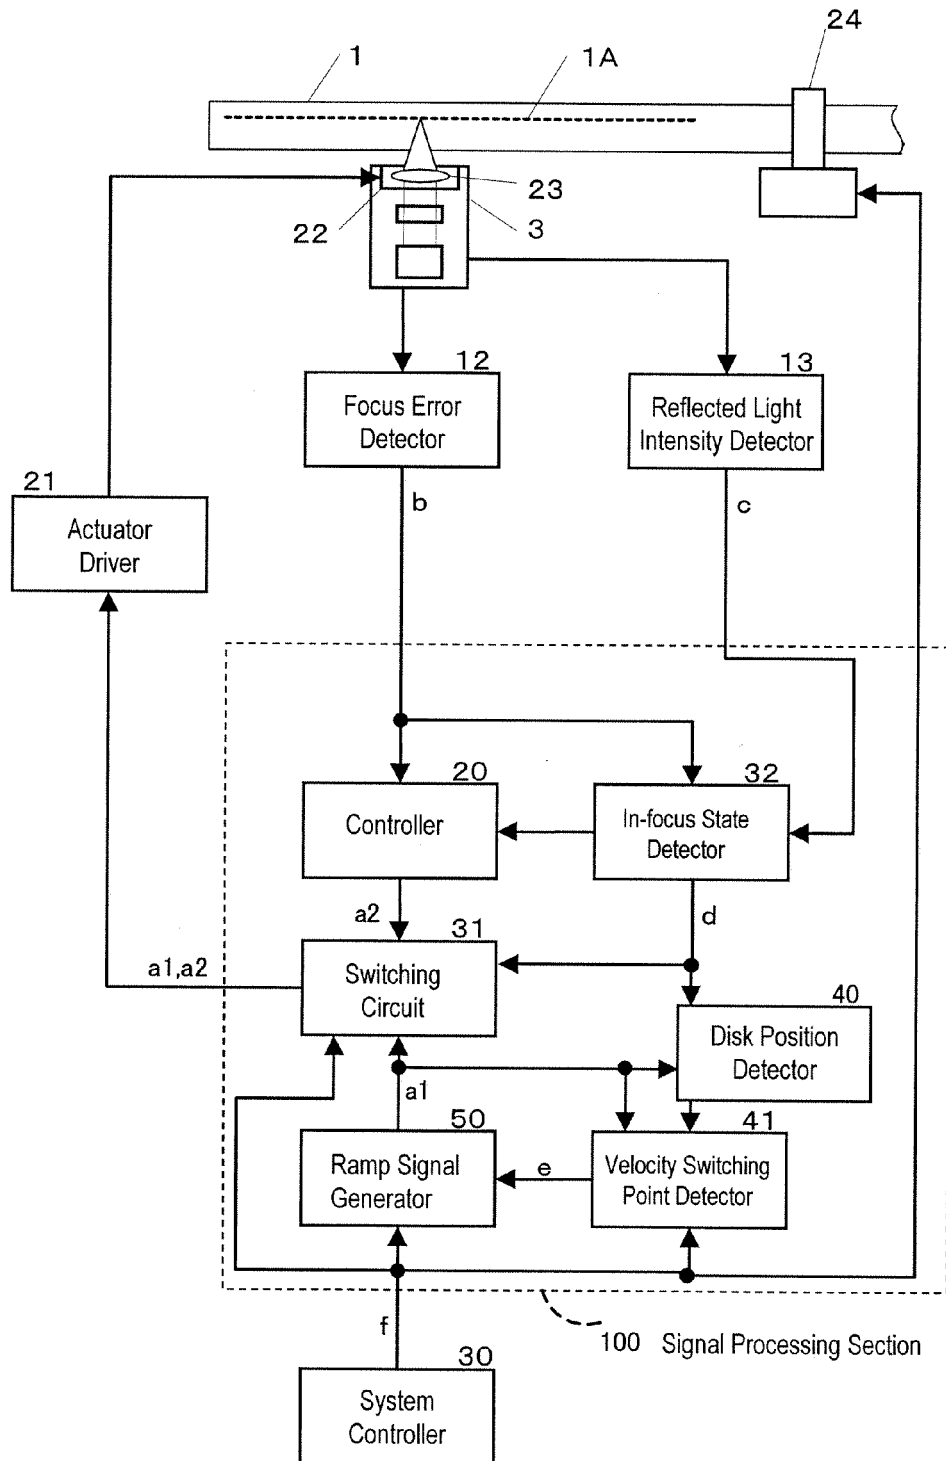 24
1
1A
23
22
3
12
13
Focus Error
Detector
Reflected Light
Intensity Detector
21
b
c
Actuator
Driver
20
32
Controller
In-focus State
Detector
a2
d
31
a1,a2
Switching
Circuit
40
Disk Position
Detector
a1
50
41
Ramp Signal
Generator
e
Velocity Switching
Point Detector
f
100 Signal Processing Section
30
System
Controller